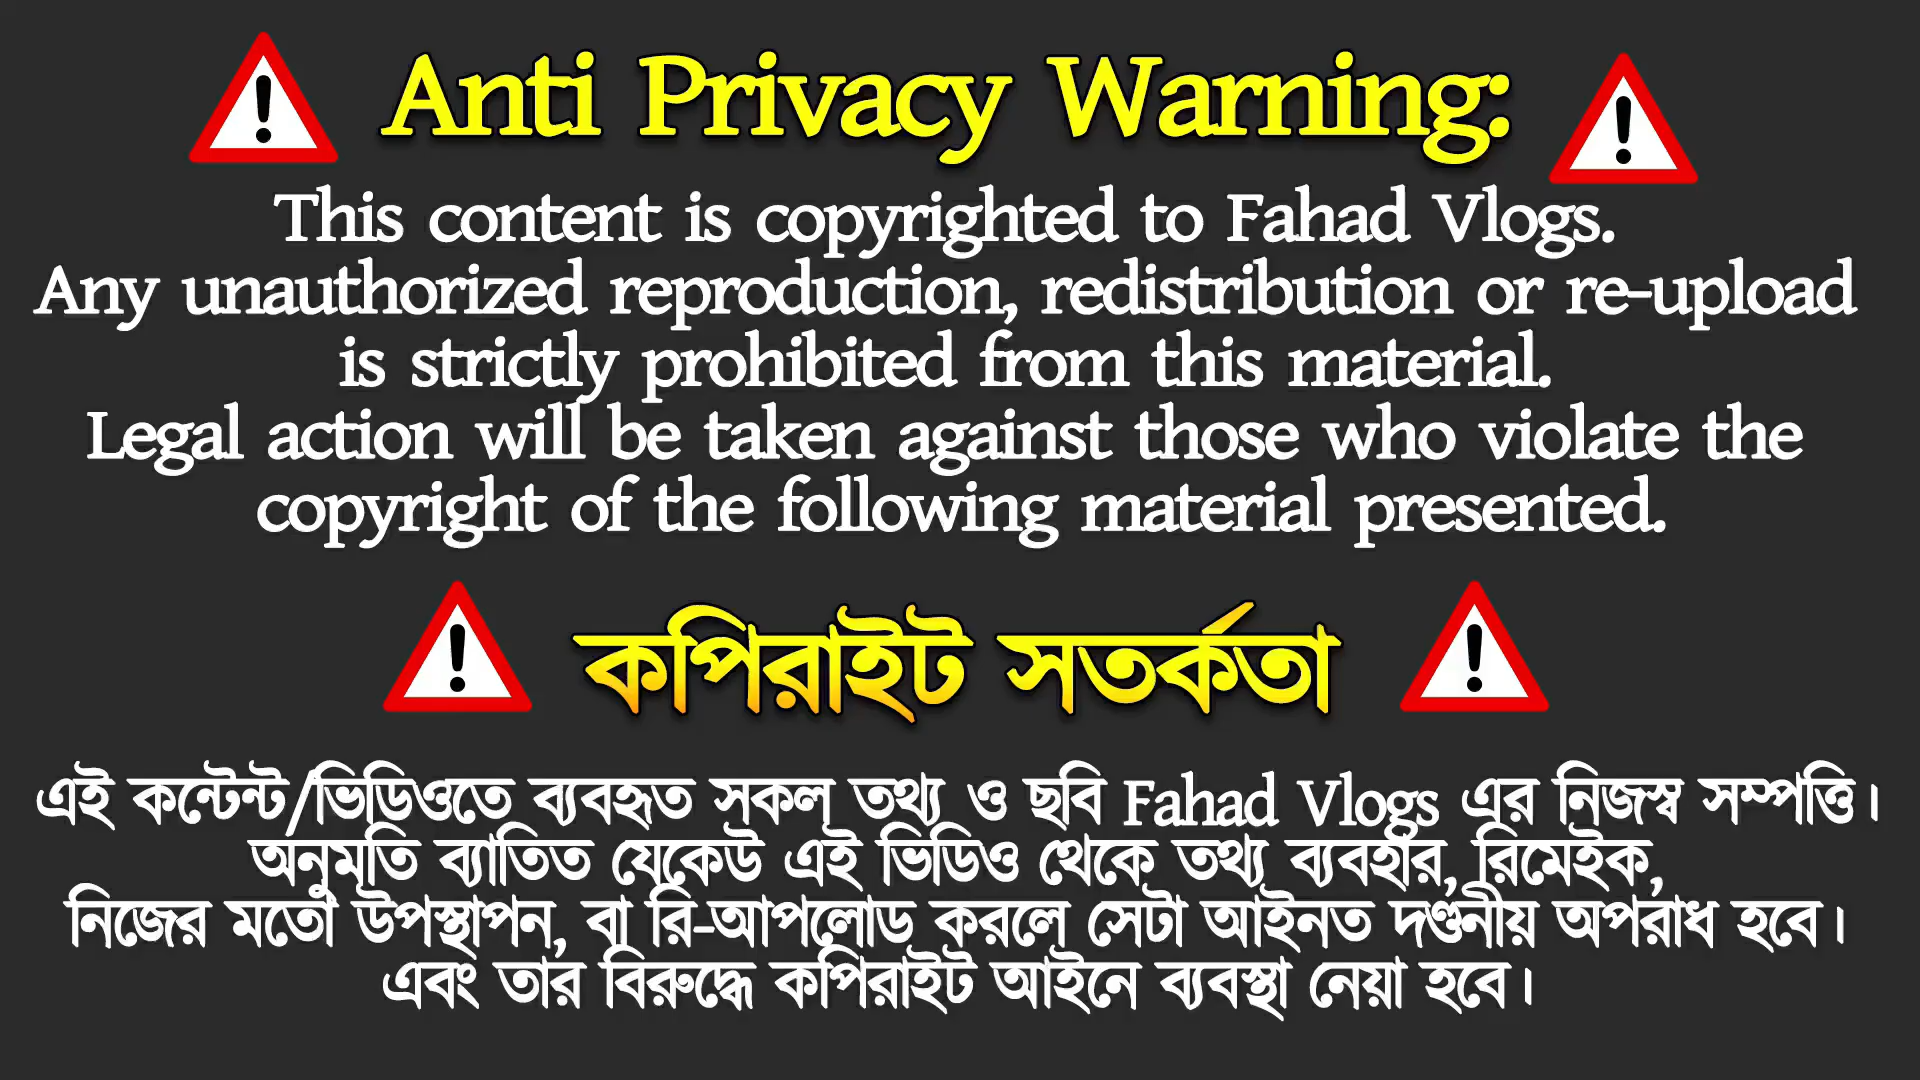 Anti Privacy Warning:
This content is copyrighted to Fahad Vlogs.
Any unauthorized reproduction, redistribution or re-upload
is strictly prohibited from this material.
Legal action will be taken against those who violate the
copyright of the following material presented.
কপিরাইট সতর্কতা
এই কন্টেন্ট/ভিডিওতে ব্যবহৃত সকল তথ্য ও ছবি Fahad Vlogs এর নিজস্ব সম্পত্তি।
অনুমতি ব্যাতিত যেকেউ এই ভিডিও থেকে তথ্য ব্যবহার, রিমেইক,
নিজের মতো উপস্থাপন, বা রি-আপলোড করলে সেটা আইনত দণ্ডনীয় অপরাধ হবে।
এবং তার বিরুদ্ধে কপিরাইট আইনে ব্যবস্থা নেয়া হবে।